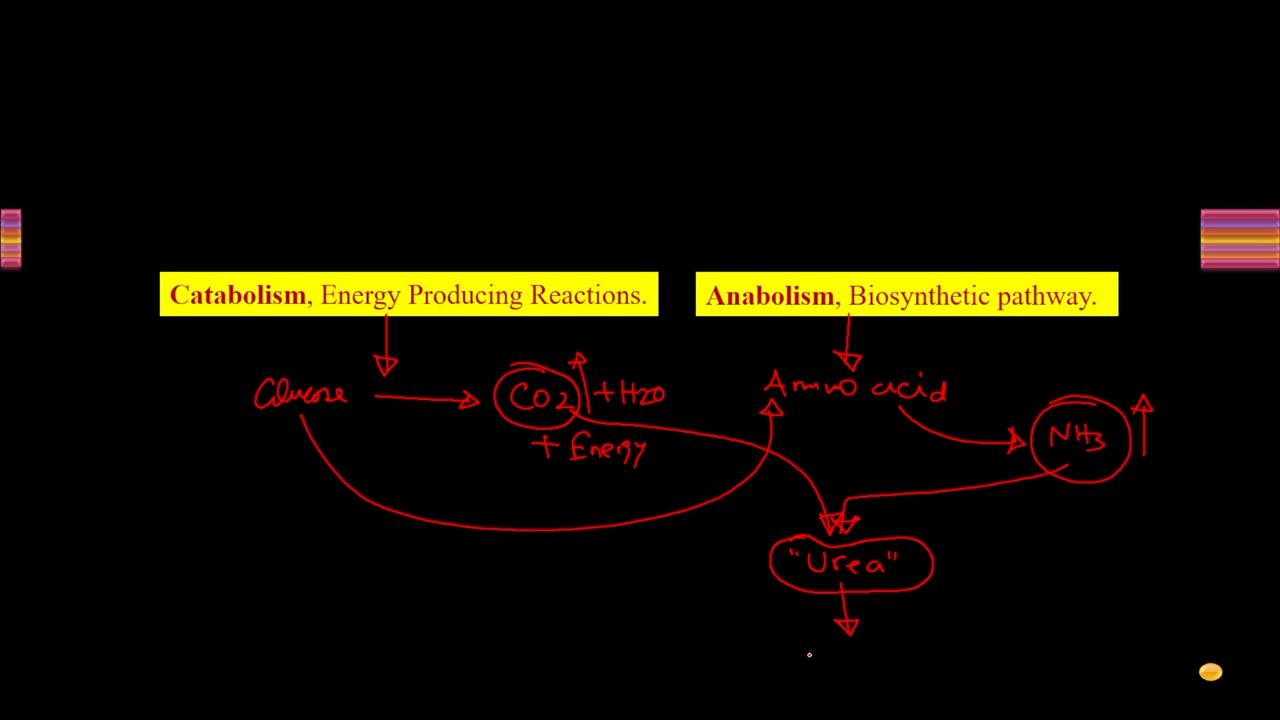 Catabolism, Energy Producing Reactions.
Anabolism, Biosynthetic pathway.
Glucose
CO2
+ H2O
+ Energy
Amino acid
NH3
"Urea"